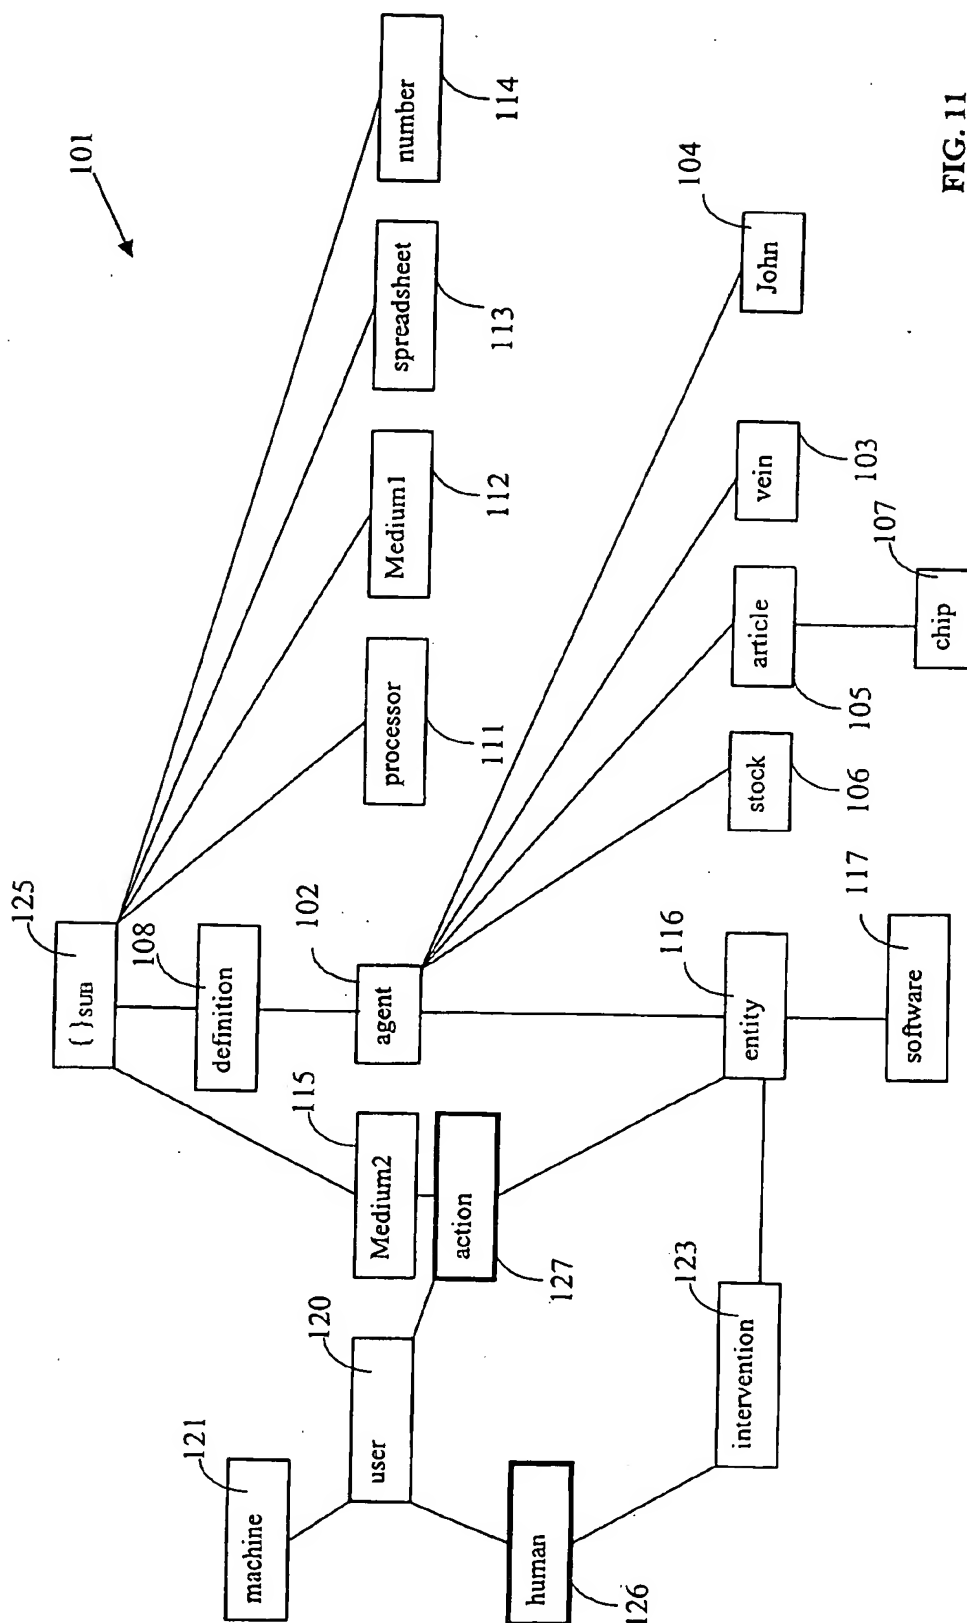 101
125
{ }SUB
108
definition
102
agent
115
Medium2
action
127
120
user
121
machine
human
126
123
intervention
116
entity
117
software
processor
111
Medium1
112
spreadsheet
113
number
114
stock
106
article
105
107
chip
vein
103
104
John
FIG. 11